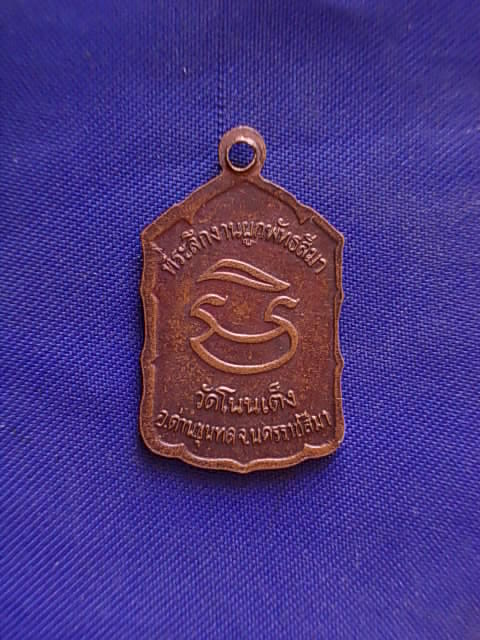 ที่ระลึกงานผูกพัทธสีมา
วัดโนนเต็ง
อ.ด่านขุนทด จ.นครราชสีมา